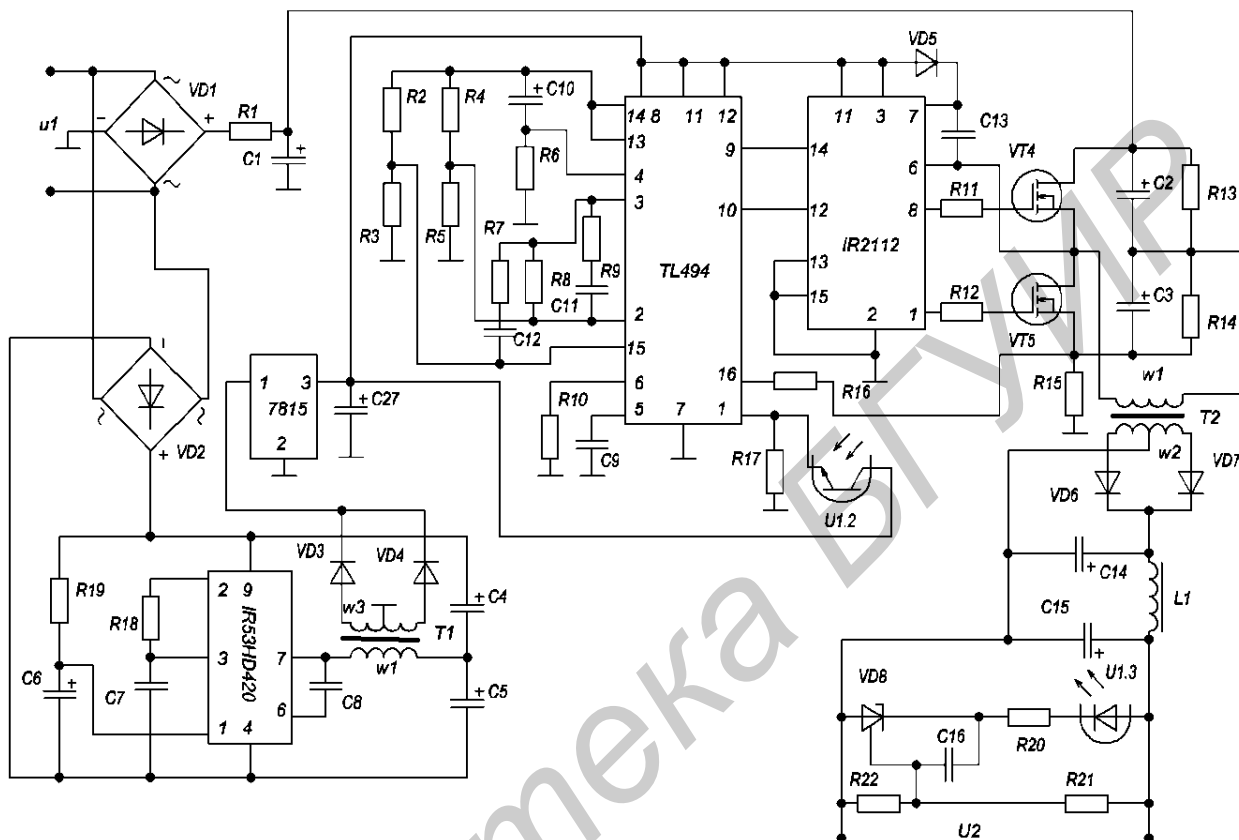 VD1
u1
~
–
+
~
R1
C1
+
VD2
–
~
~
+
R2
R4
+ C10
R6
R3
R5
R7
R8
R9
C11
C12
14 8 11 12
13
4
3
2
15
6
5 7
9
10
16
1
TL494
VD5
11 3 7
14
6
12
8
13
15
2
1
IR2112
C13
R11
R12
VT4
VT5
+ C2
R13
+ C3
R14
R15
w1
T2
w2
VD6
VD7
R16
R17
U1.2
R10
C9
1 3
7815
2
+ C27
VD3
VD4
w3
T1
w1
+ C4
+ C5
C8
R19
R18
C6
+
C7
2 9
3
7
6
1 4
IR53HD420
C14
+
L1
C15
+
U1.3
VD8
C16
R20
R22
R21
U2
тека БГУИР